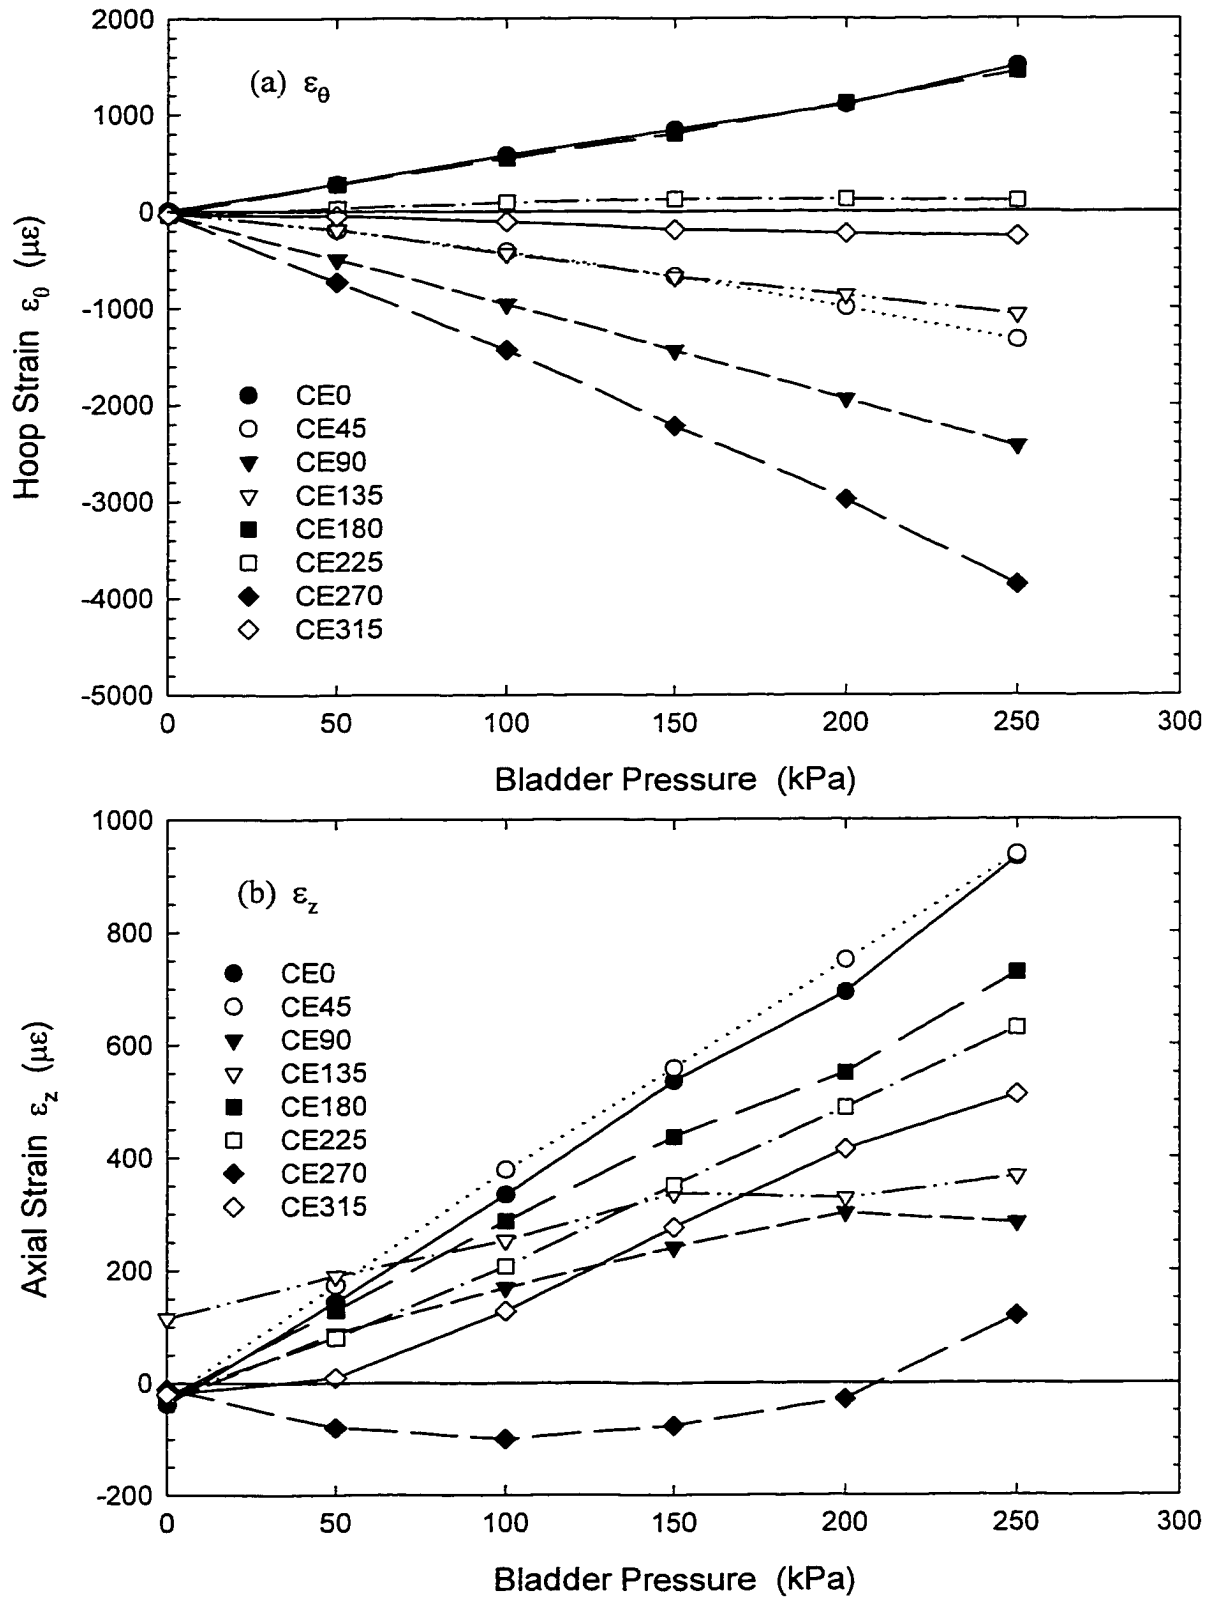 2000
(a) εθ
1000
0
-1000
-2000
-3000
-4000
-5000
Hoop Strain εθ (με)
CE0
CE45
CE90
CE135
CE180
CE225
CE270
CE315
0 50 100 150 200 250 300
Bladder Pressure (kPa)
1000
(b) εz
800
600
400
200
0
-200
Axial Strain εz (με)
CE0
CE45
CE90
CE135
CE180
CE225
CE270
CE315
0 50 100 150 200 250 300
Bladder Pressure (kPa)